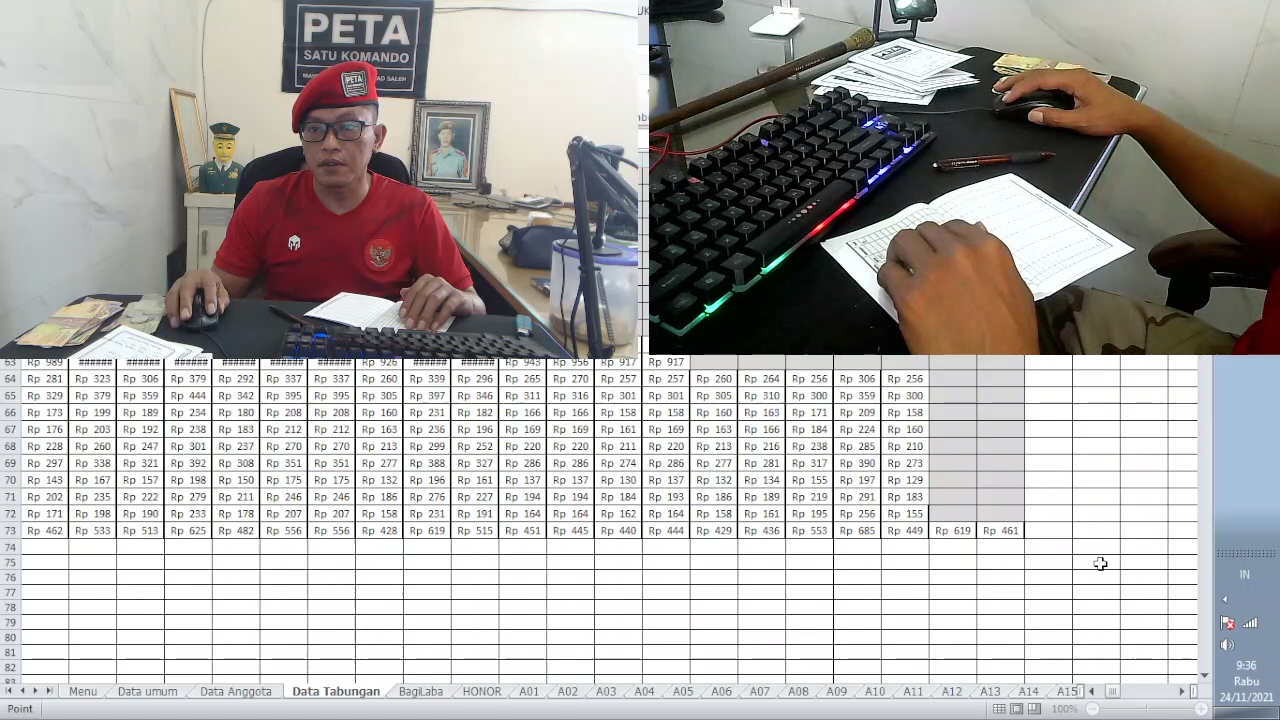 PETA
SATU KOMANDO
PETA
63 Rp 989 ###### ###### ###### ###### ###### ###### Rp 926 ###### ###### Rp 943 Rp 956 Rp 917 Rp 917
64 Rp 281 Rp 323 Rp 306 Rp 379 Rp 292 Rp 337 Rp 337 Rp 260 Rp 339 Rp 296 Rp 265 Rp 270 Rp 257 Rp 257 Rp 260 Rp 264 Rp 256 Rp 306 Rp 256
65 Rp 329 Rp 379 Rp 359 Rp 444 Rp 342 Rp 395 Rp 395 Rp 305 Rp 397 Rp 346 Rp 311 Rp 316 Rp 301 Rp 301 Rp 305 Rp 310 Rp 300 Rp 359 Rp 300
66 Rp 173 Rp 199 Rp 189 Rp 234 Rp 180 Rp 208 Rp 208 Rp 160 Rp 231 Rp 182 Rp 166 Rp 166 Rp 158 Rp 158 Rp 160 Rp 163 Rp 171 Rp 209 Rp 158
67 Rp 176 Rp 203 Rp 192 Rp 238 Rp 183 Rp 212 Rp 212 Rp 163 Rp 236 Rp 196 Rp 169 Rp 169 Rp 161 Rp 169 Rp 163 Rp 166 Rp 184 Rp 224 Rp 160
68 Rp 228 Rp 260 Rp 247 Rp 301 Rp 237 Rp 270 Rp 270 Rp 213 Rp 299 Rp 252 Rp 220 Rp 220 Rp 211 Rp 220 Rp 213 Rp 216 Rp 238 Rp 285 Rp 210
69 Rp 297 Rp 338 Rp 321 Rp 392 Rp 308 Rp 351 Rp 351 Rp 277 Rp 388 Rp 327 Rp 286 Rp 286 Rp 274 Rp 286 Rp 277 Rp 281 Rp 317 Rp 390 Rp 273
70 Rp 143 Rp 167 Rp 157 Rp 198 Rp 150 Rp 175 Rp 175 Rp 132 Rp 196 Rp 161 Rp 137 Rp 137 Rp 130 Rp 137 Rp 132 Rp 134 Rp 155 Rp 197 Rp 129
71 Rp 202 Rp 235 Rp 222 Rp 279 Rp 211 Rp 246 Rp 246 Rp 186 Rp 276 Rp 227 Rp 194 Rp 194 Rp 184 Rp 193 Rp 186 Rp 189 Rp 219 Rp 291 Rp 183
72 Rp 171 Rp 198 Rp 190 Rp 233 Rp 178 Rp 207 Rp 207 Rp 158 Rp 231 Rp 191 Rp 164 Rp 164 Rp 162 Rp 164 Rp 158 Rp 161 Rp 195 Rp 256 Rp 155
73 Rp 462 Rp 533 Rp 513 Rp 625 Rp 482 Rp 556 Rp 556 Rp 428 Rp 619 Rp 515 Rp 451 Rp 445 Rp 440 Rp 444 Rp 429 Rp 436 Rp 553 Rp 685 Rp 449 Rp 619 Rp 461
74
75
76
77
78
79
80
81
82
Menu Data umum Data Anggota Data Tabungan BagiLaba HONOR A01 A02 A03 A04 A05 A06 A07 A08 A09 A10 A11 A12 A13 A14 A15
Point 100%
IN
9:36
Rabu
24/11/2021